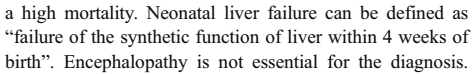 a high mortality. Neonatal liver failure can be defined as
“failure of the synthetic function of liver within 4 weeks of
birth”. Encephalopathy is not essential for the diagnosis.